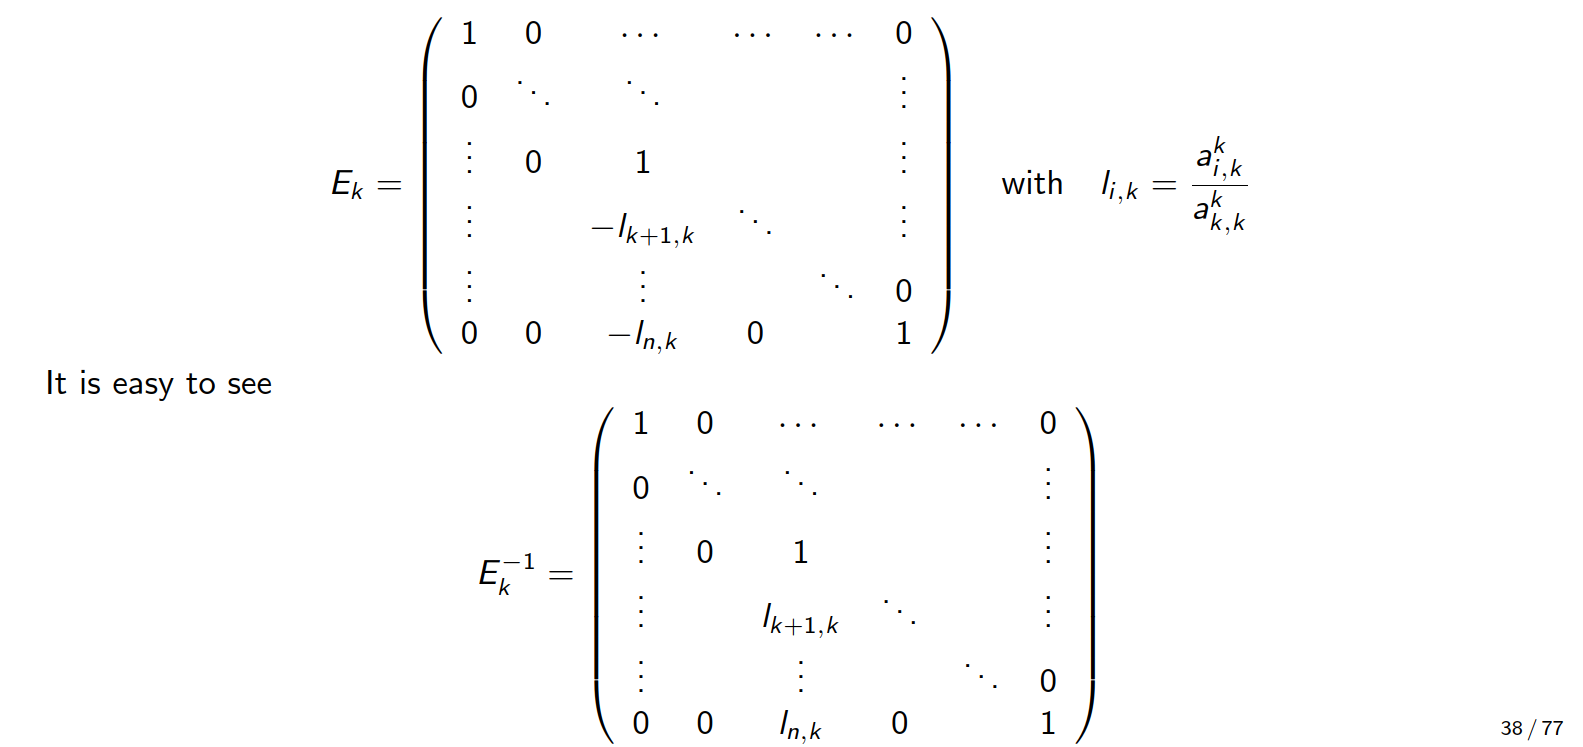 1 0 ⋯ ⋯ ⋯ 0
0 ⋱ ⋱ ⋮
⋮ 0 1 ⋮
E_k = with l_{i,k} = a^k_{i,k} / a^k_{k,k}
⋮ −l_{k+1,k} ⋱ ⋮
⋮ ⋮ ⋱ 0
0 0 −l_{n,k} 0 1
It is easy to see
1 0 ⋯ ⋯ ⋯ 0
0 ⋱ ⋱ ⋮
⋮ 0 1 ⋮
E_k^{−1} =
⋮ l_{k+1,k} ⋱ ⋮
⋮ ⋮ ⋱ 0
0 0 l_{n,k} 0 1
38 / 77